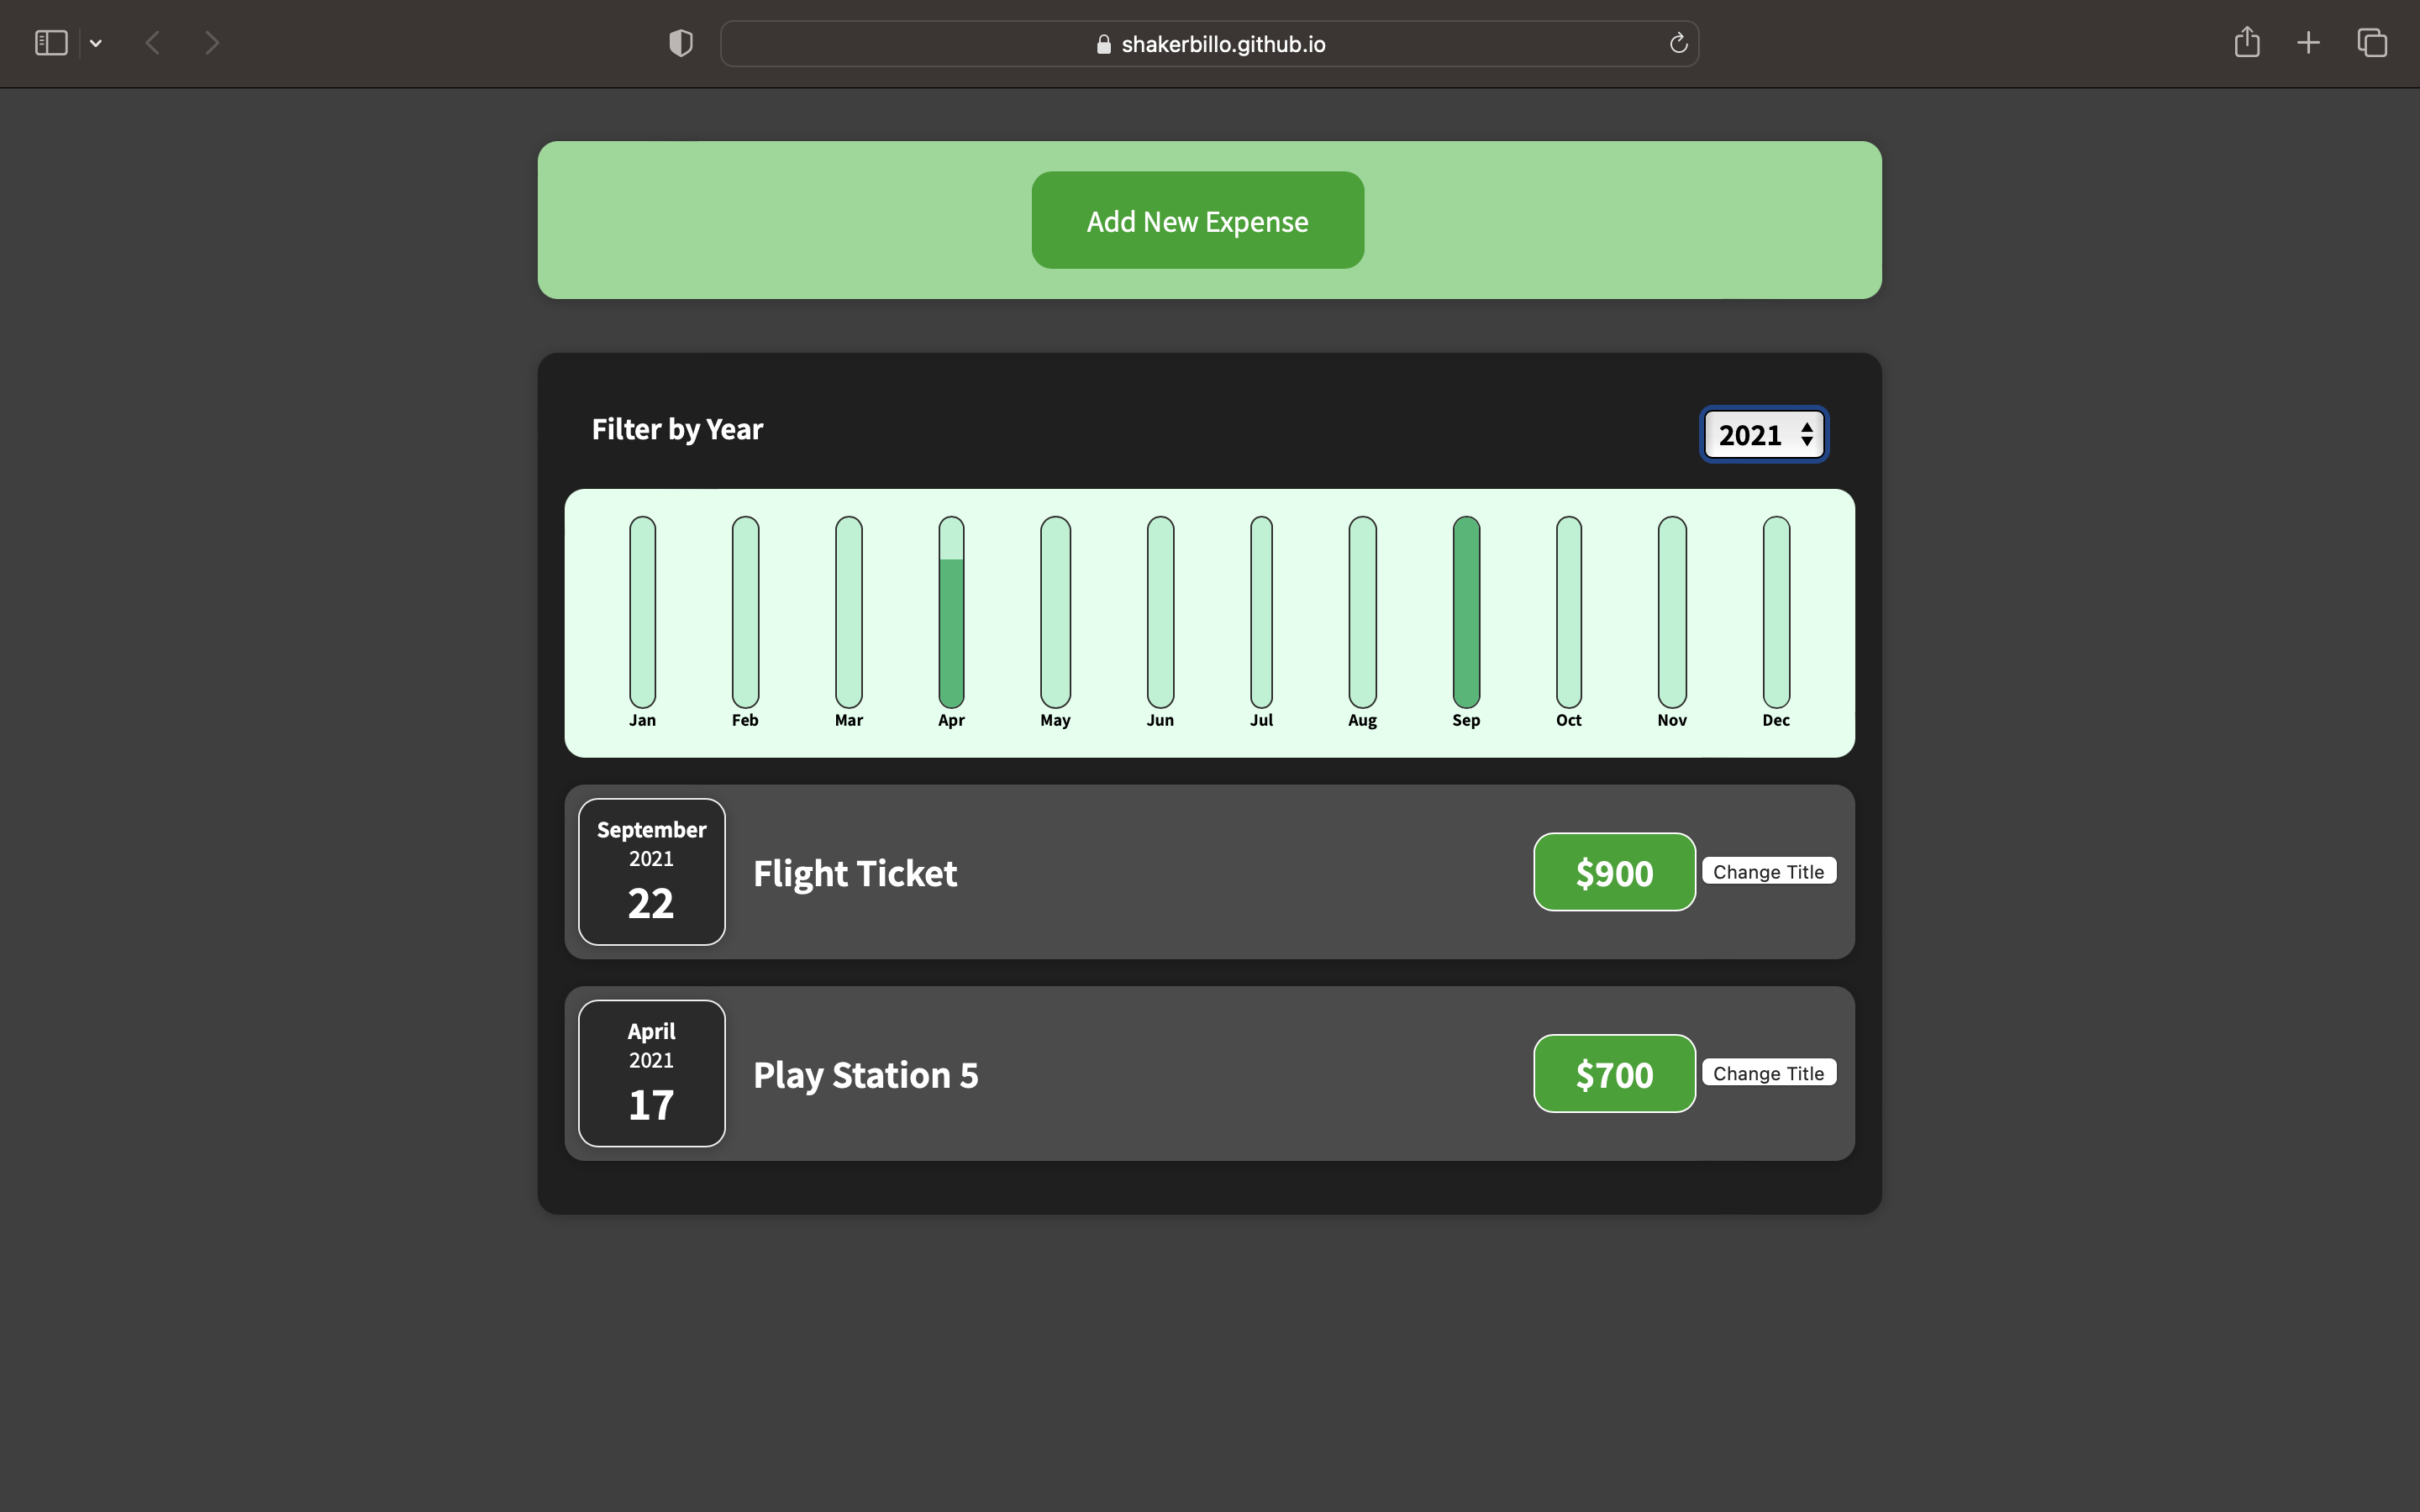 shakerbillo.github.io
Add New Expense
Filter by Year
2021
Jan Feb Mar Apr May Jun Jul Aug Sep Oct Nov Dec
September
2021
22
Flight Ticket
$900
Change Title
April
2021
17
Play Station 5
$700
Change Title